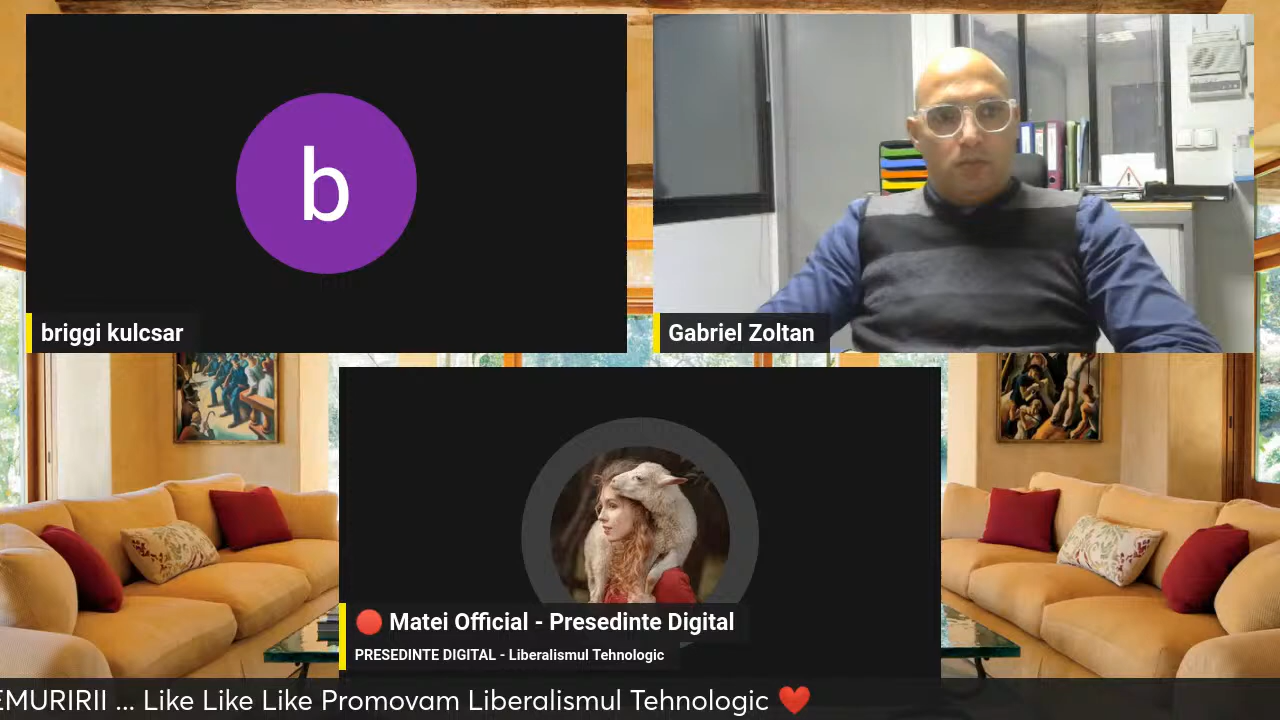 b
briggi kulcsar
Gabriel Zoltan
🔴 Matei Official - Presedinte Digital
PRESEDINTE DIGITAL - Liberalismul Tehnologic
EMURIRII ... Like Like Like Promovam Liberalismul Tehnologic ❤️